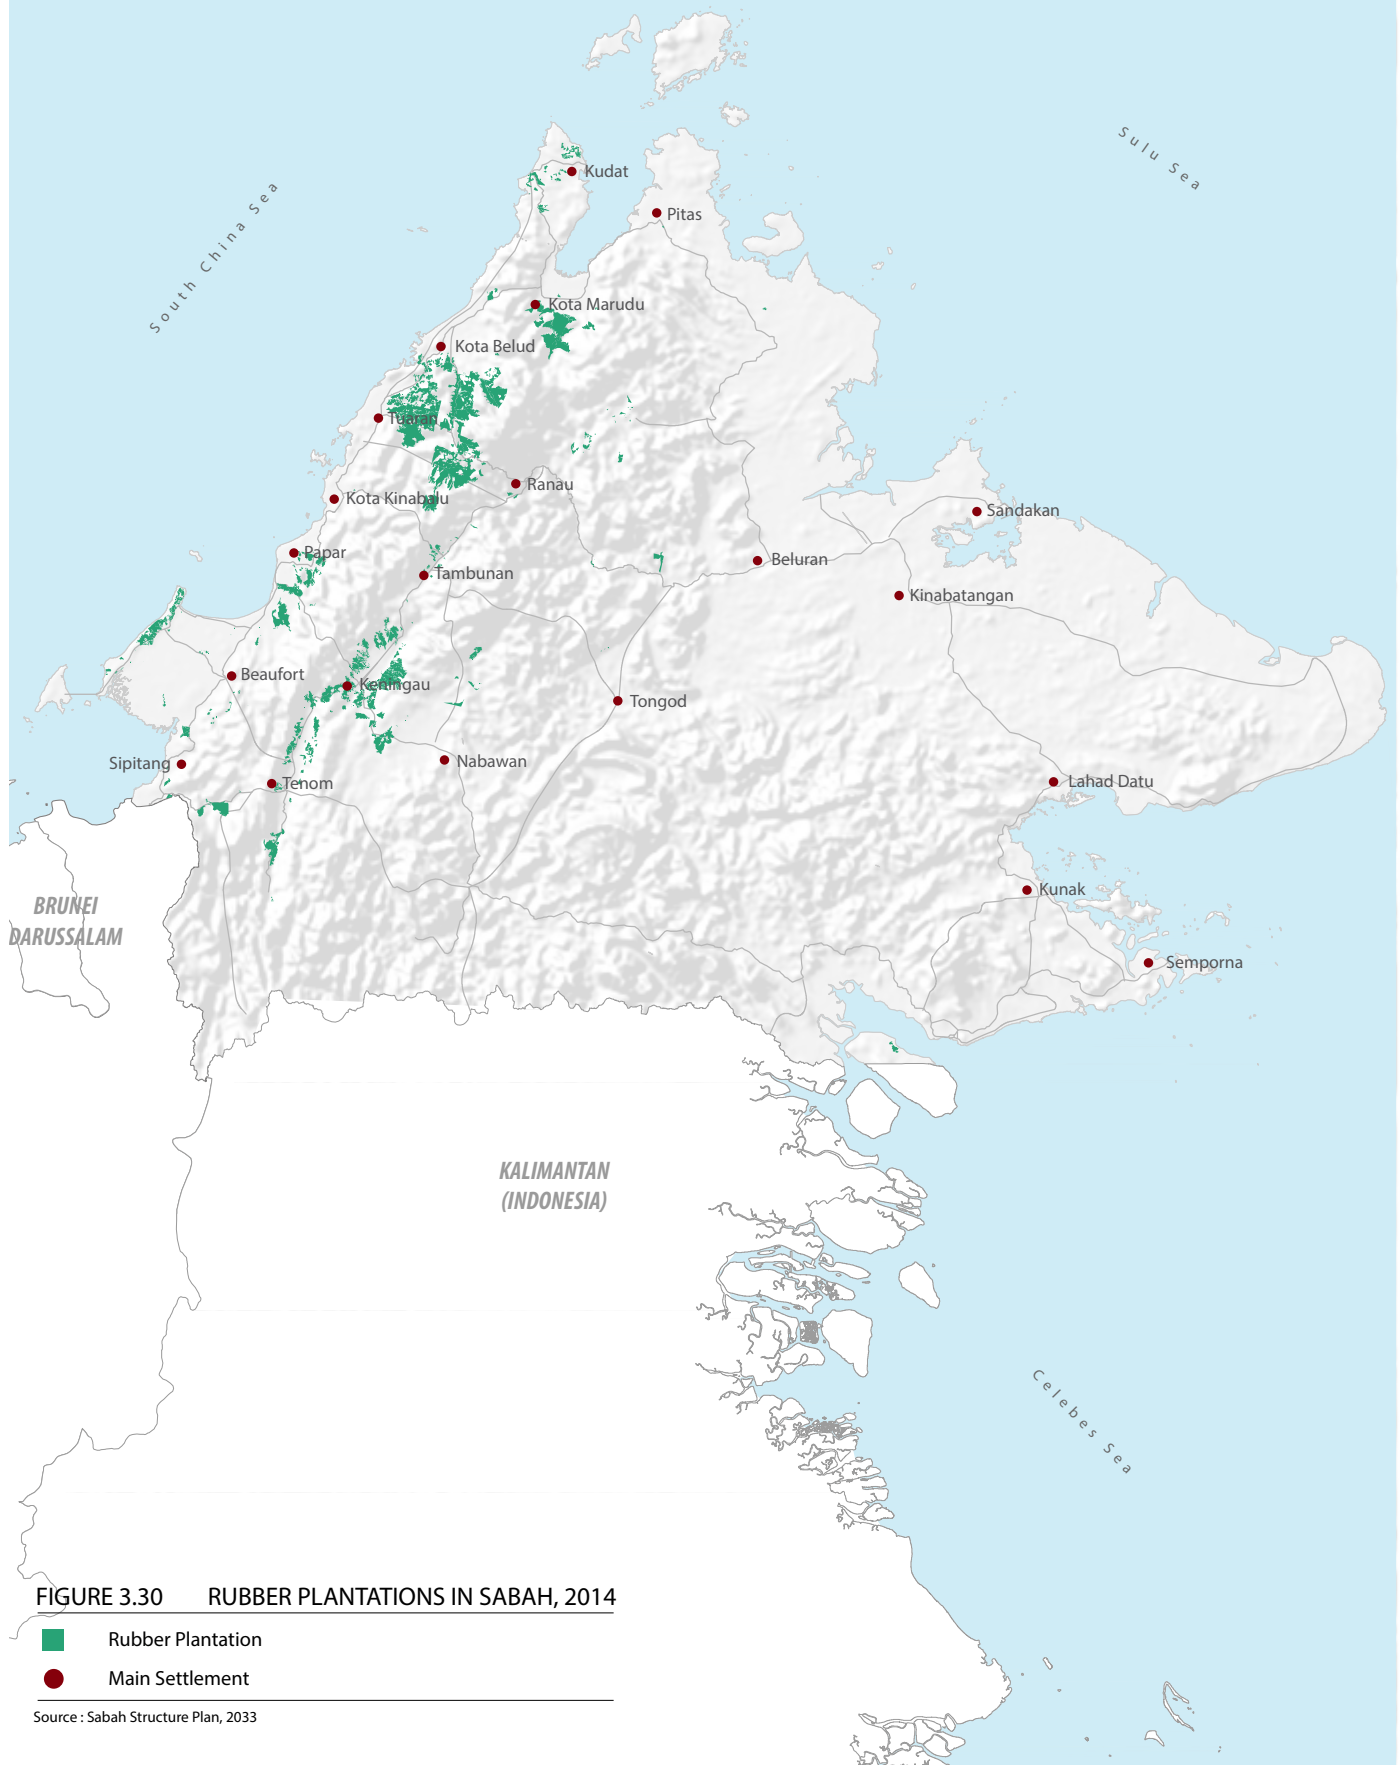 Sulu Sea
Kudat
South China Sea
Pitas
Kota Marudu
Kota Belud
Tuaran
Ranau
Kota Kinabalu
Sandakan
Papar
Beluran
Tambunan
Kinabatangan
Beaufort
Keningau
Tongod
Sipitang
Nabawan
Tenom
Lahad Datu
Kunak
BRUNEI
DARUSSALAM
Semporna
KALIMANTAN
(INDONESIA)
Celebes Sea
FIGURE 3.30 RUBBER PLANTATIONS IN SABAH, 2014
Rubber Plantation
Main Settlement
Source : Sabah Structure Plan, 2033